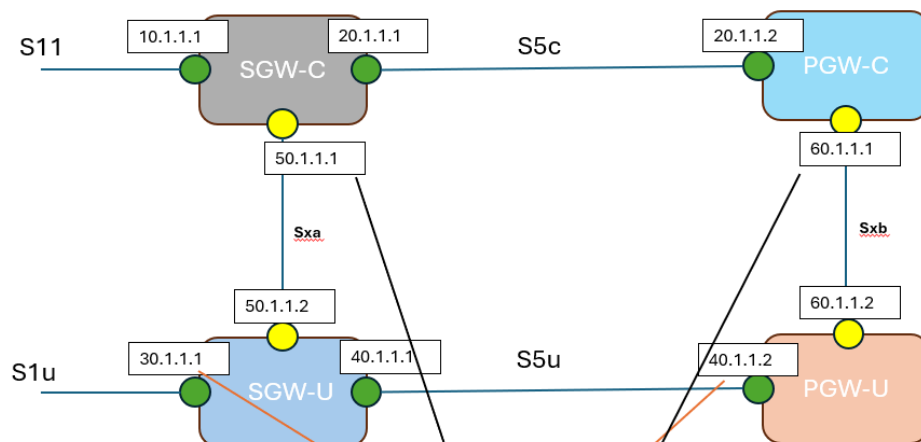 S11
10.1.1.1
SGW-C
20.1.1.1
S5c
20.1.1.2
PGW-C
50.1.1.1
60.1.1.1
Sxa
Sxb
50.1.1.2
60.1.1.2
S1u
30.1.1.1
SGW-U
40.1.1.1
S5u
40.1.1.2
PGW-U